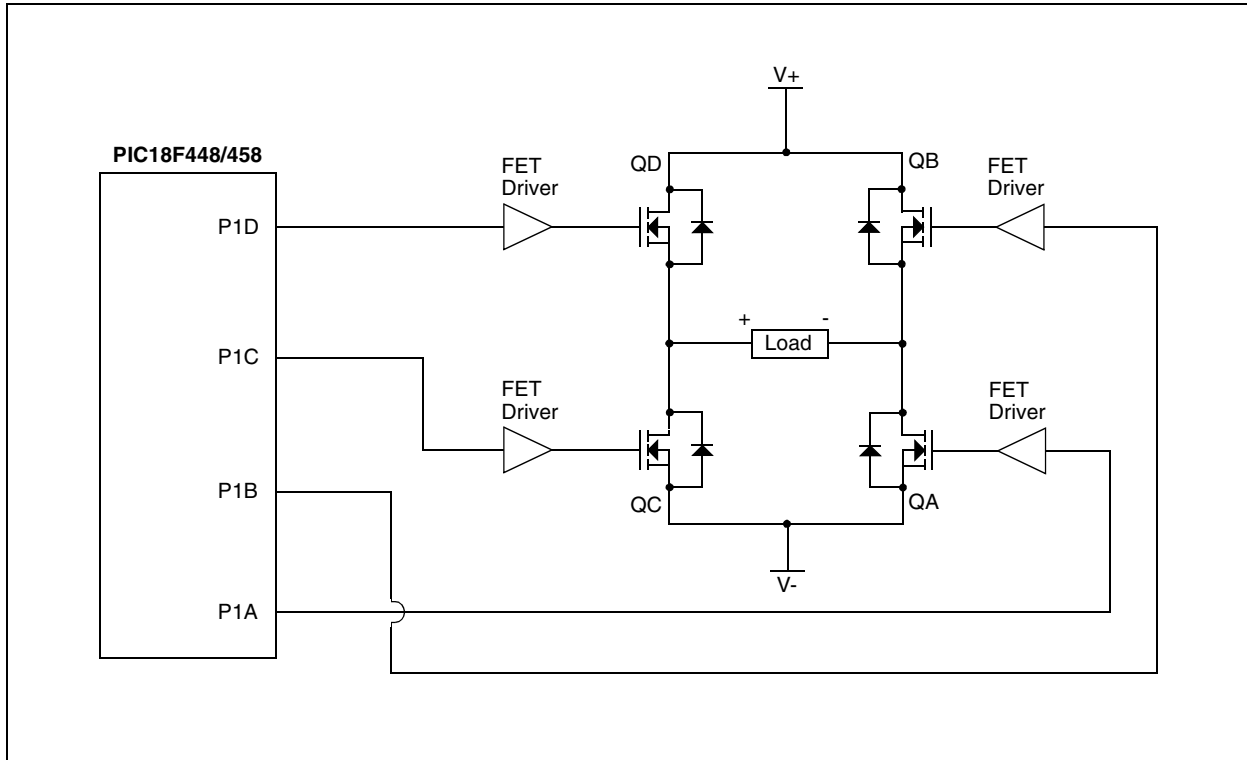 V+
PIC18F448/458
FET
Driver
QD
QB
FET
Driver
P1D
+
-
Load
P1C
FET
Driver
FET
Driver
P1B
QC
QA
V-
P1A